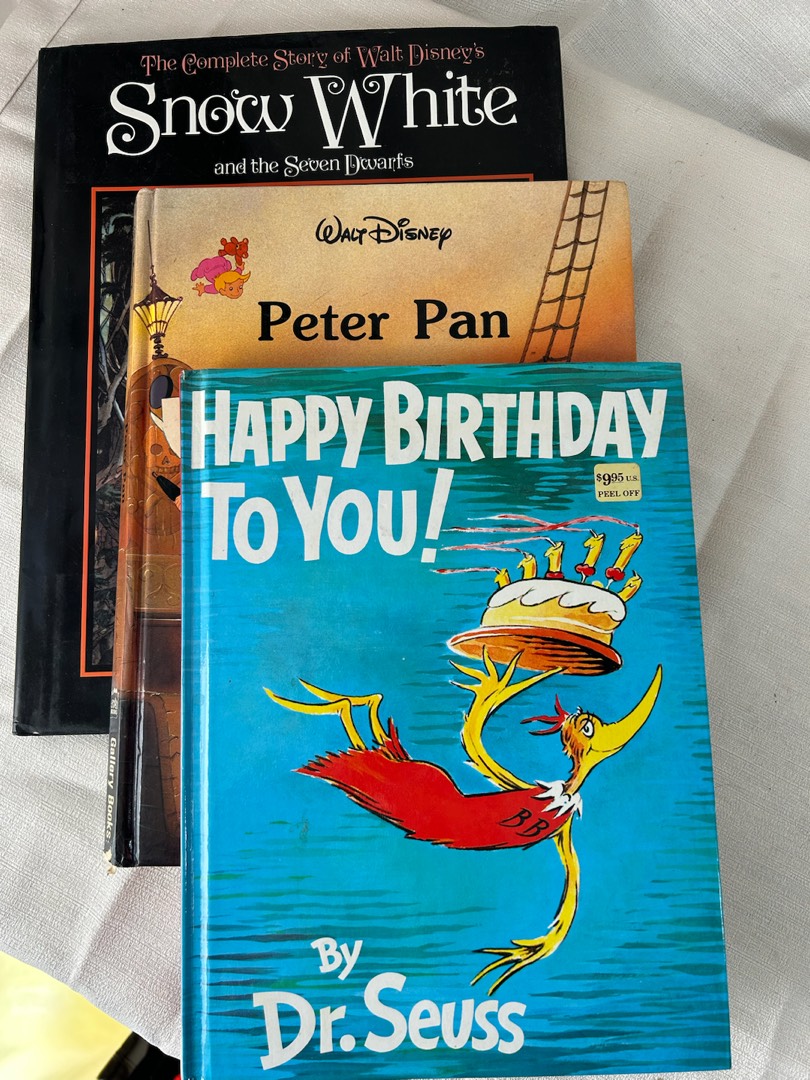 The Complete Story of Walt Disney's
Snow White
and the Seven Dwarfs
Walt Disney
Peter Pan
Gallery Books
HAPPY BIRTHDAY
TO YOU!
$9.95 U.S.
PEEL OFF
BB
By
Dr. Seuss